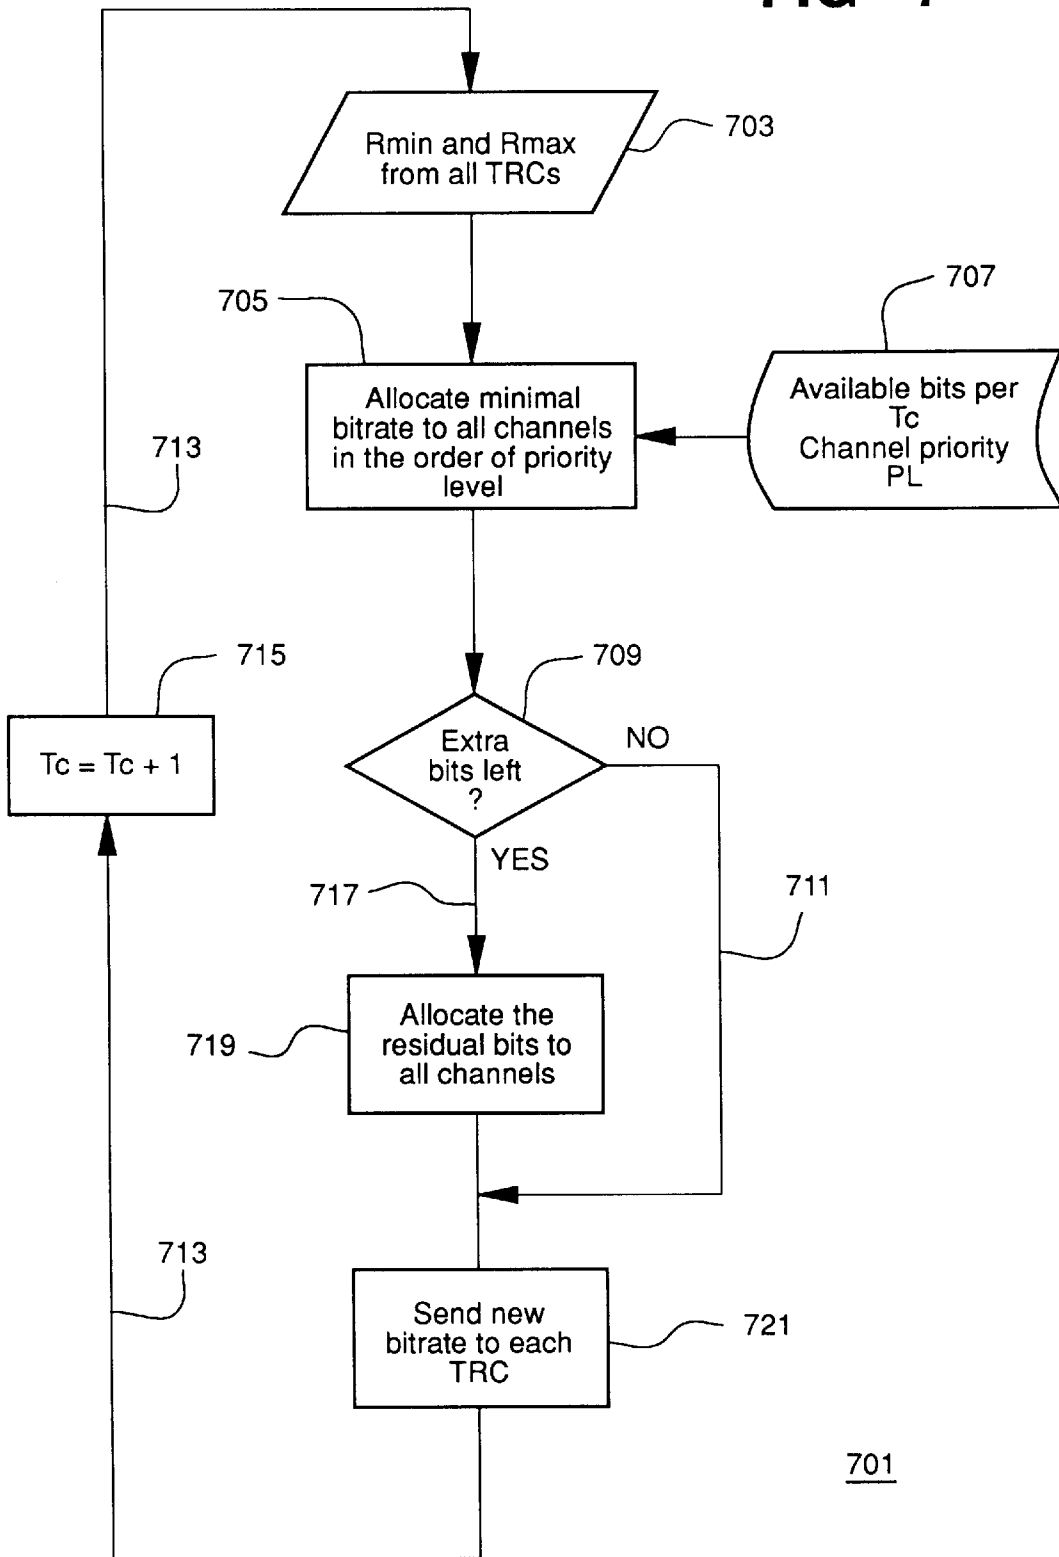 Rmin and Rmax
from all TRCs
703
705
707
Allocate minimal
bitrate to all channels
in the order of priority
level
Available bits per
Tc
Channel priority
PL
713
715
709
Tc = Tc + 1
Extra
bits left
?
NO
YES
717
711
Allocate the
residual bits to
all channels
719
713
Send new
bitrate to each
TRC
721
701